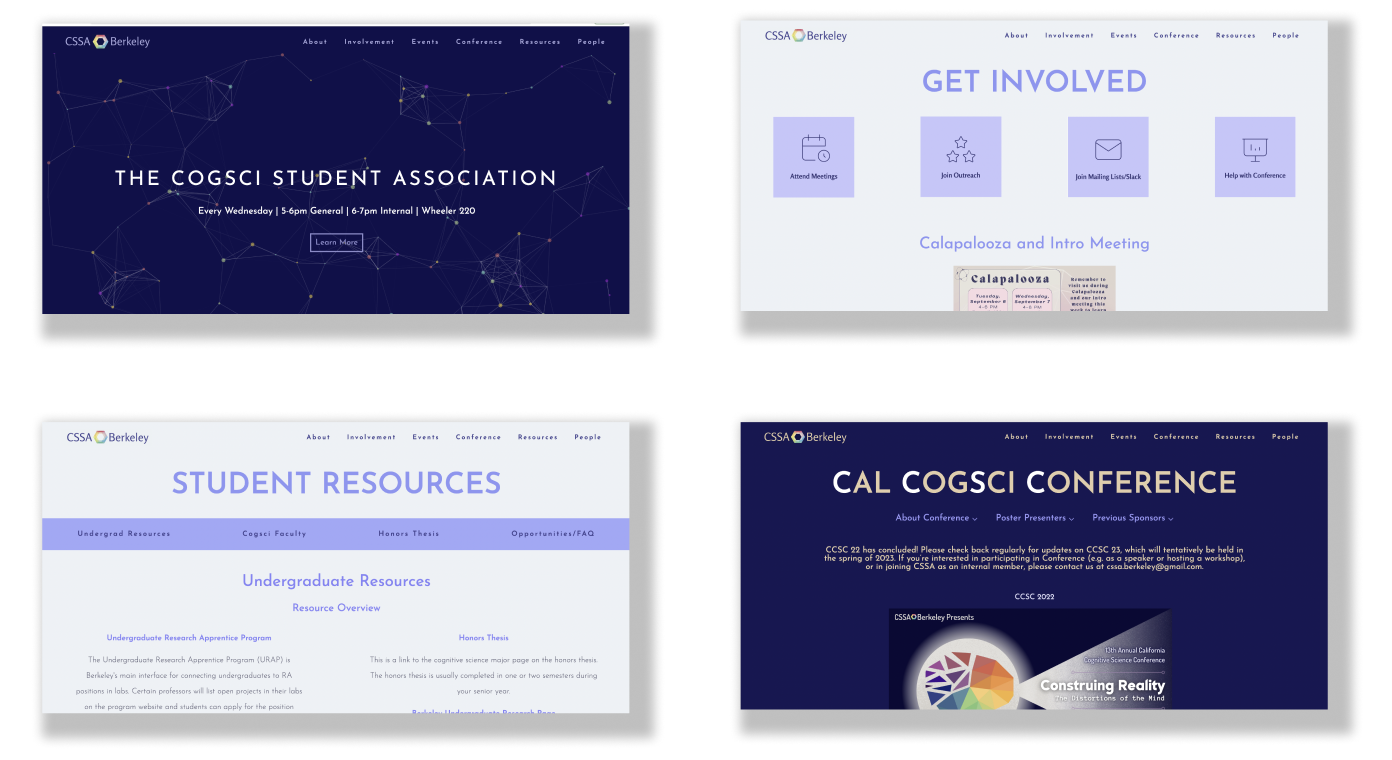 CSSA Berkeley
About Involvement Events Conference Resources People
THE COGSCI STUDENT ASSOCIATION
Every Wednesday | 5-6pm General | 6-7pm Internal | Wheeler 220
Learn More
CSSA Berkeley
About Involvement Events Conference Resources People
GET INVOLVED
Attend Meetings
Join Outreach
Join Mailing Lists/Slack
Help with Conference
Calapalooza and Intro Meeting
Calapalooza
Tuesday,
September 6
4-6 PM
Wednesday,
September 7
4-6 PM
Remember to
visit us during
Calapalooza
and our intro
meeting this
week to learn
CSSA Berkeley
About Involvement Events Conference Resources People
STUDENT RESOURCES
Undergrad Resources Cogsci Faculty Honors Thesis Opportunities/FAQ
Undergraduate Resources
Resource Overview
Undergraduate Research Apprentice Program
The Undergraduate Research Apprentice Program (URAP) is
Berkeley's main interface for connecting undergraduates to RA
positions in labs. Certain professors will list open projects in their labs
on the program website and students can apply for the position
Honors Thesis
This is a link to the cognitive science major page on the honors thesis.
The honors thesis is usually completed in one or two semesters during
your senior year.
Berkeley Undergraduate Research Page
CSSA Berkeley
About Involvement Events Conference Resources People
CAL COGSCI CONFERENCE
About Conference Poster Presenters Previous Sponsors
CCSC 22 has concluded! Please check back regularly for updates on CCSC 23, which will tentatively be held in
the spring of 2023. If you're interested in participating in Conference (e.g. as a speaker or hosting a workshop),
or in joining CSSA as an internal member, please contact us at cssa.berkeley@gmail.com.
CCSC 2022
CSSA Berkeley Presents
13th Annual California
Cognitive Science Conference
Construing Reality
The Distortions of the Mind